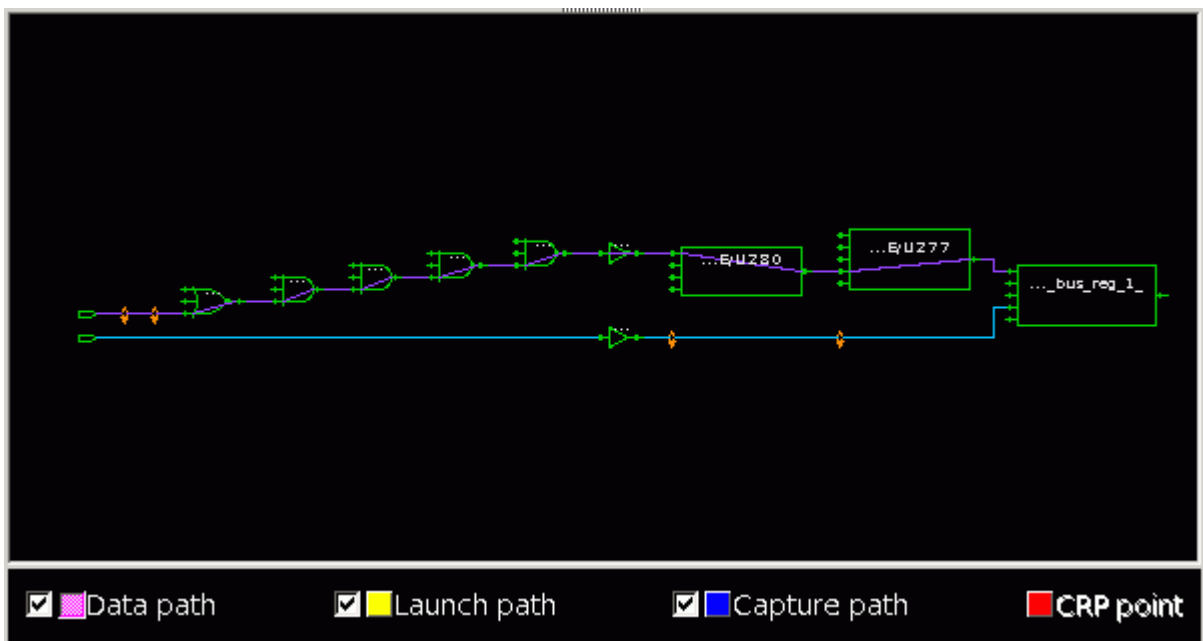 ...E/U280
...E/U277
..._bus_reg_1_
Data path
Launch path
Capture path
CRP point